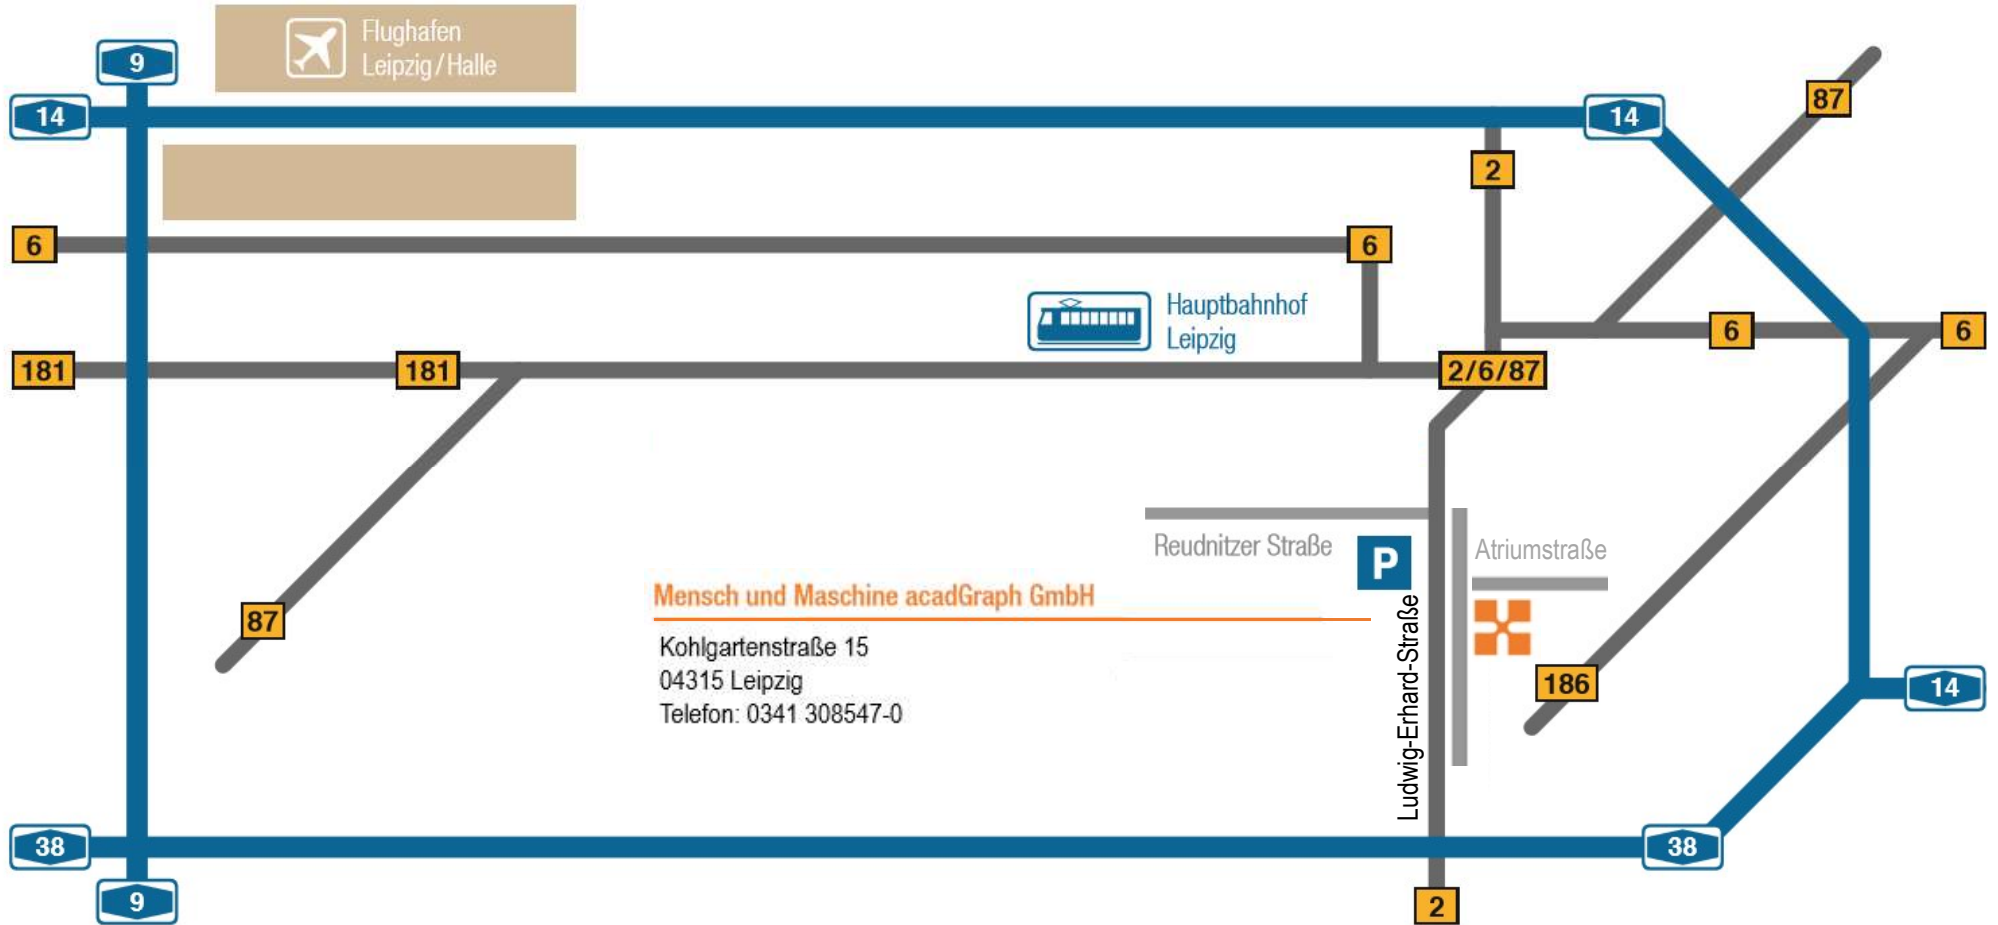 Flughafen
Leipzig/Halle
9
14
14
87
2
6
6
Hauptbahnhof
Leipzig
6
6
181
181
2/6/87
Reudnitzer Straße
P
Atriumstraße
Mensch und Maschine acadGraph GmbH
87
Kohlgartenstraße 15
04315 Leipzig
Telefon: 0341 308547-0
Ludwig-Erhard-Straße
186
14
38
38
9
2